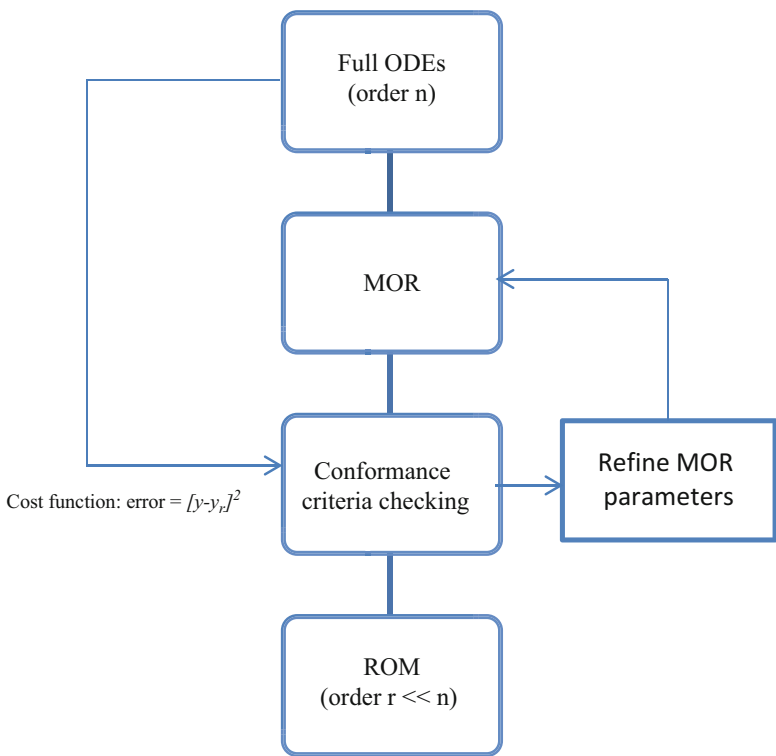 Full ODEs
(order n)
MOR
Conformance
criteria checking
Refine MOR
parameters
Cost function: error = [y-yᵣ]²
ROM
(order r << n)